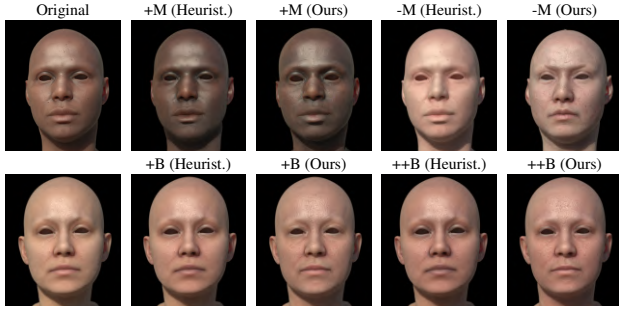 Original +M (Heurist.) +M (Ours) -M (Heurist.) -M (Ours)
+B (Heurist.) +B (Ours) ++B (Heurist.) ++B (Ours)